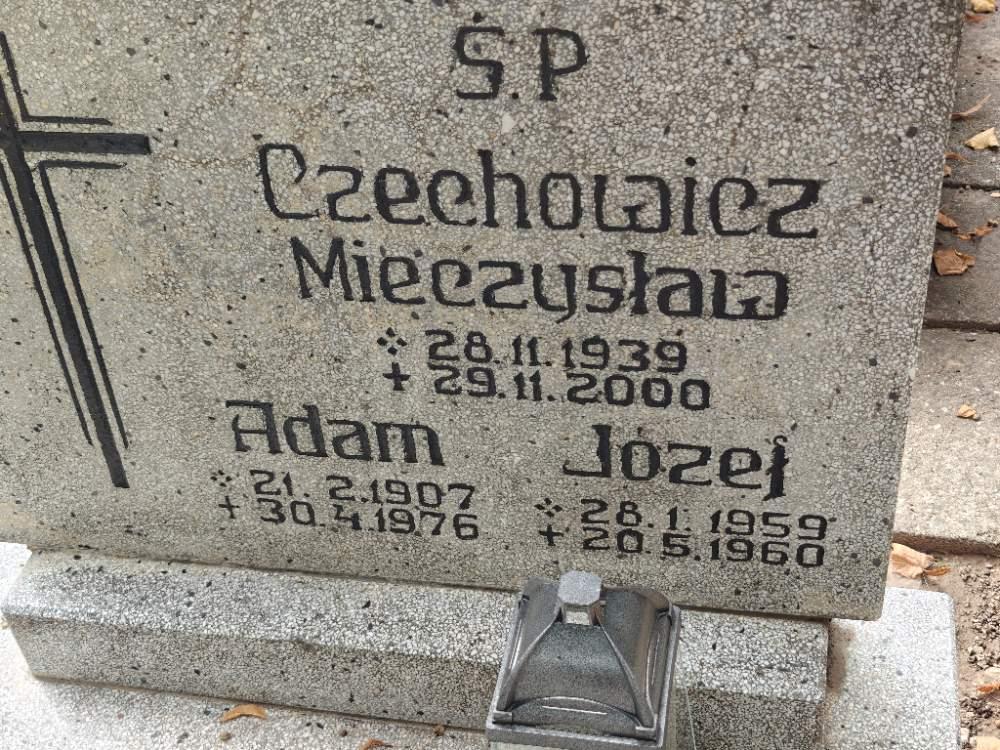 Ś.P
Czechowicz
Mieczysław
28.11.1939
+ 29.11.2000
Adam
21. 2.1907
+ 30.4.1976
Józef
28.1.1959
+ 20.5.1960